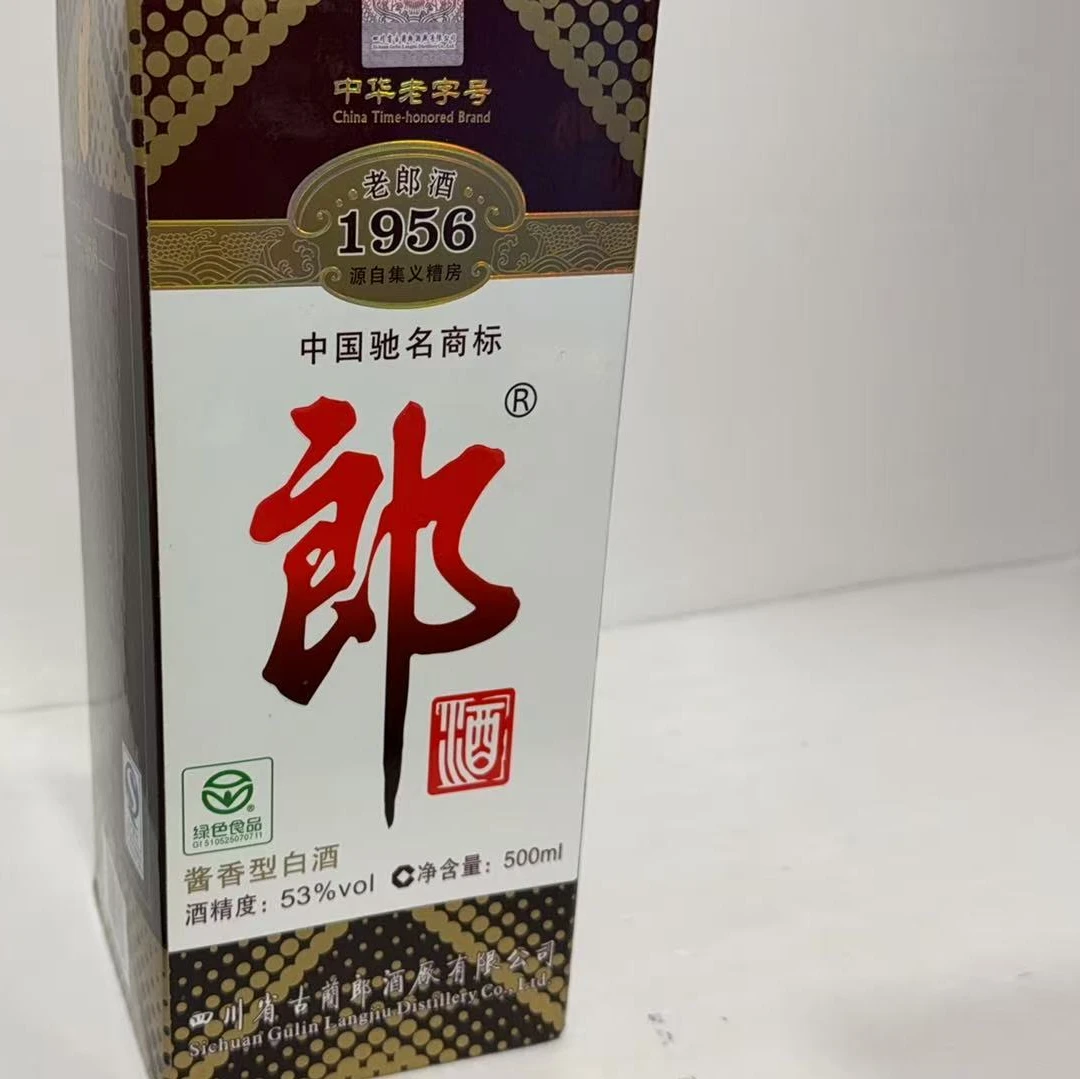 中华老字号
China Time-honored Brand
老郎酒
1956
源自集义糟房
中国驰名商标
郎®
酒
绿色食品®
GF510525070711
酱香型白酒
酒精度：53%vol
净含量：500ml
四川省古蔺郎酒厂有限公司
Sichuan Gulin Langjiu Distillery Co., Ltd.